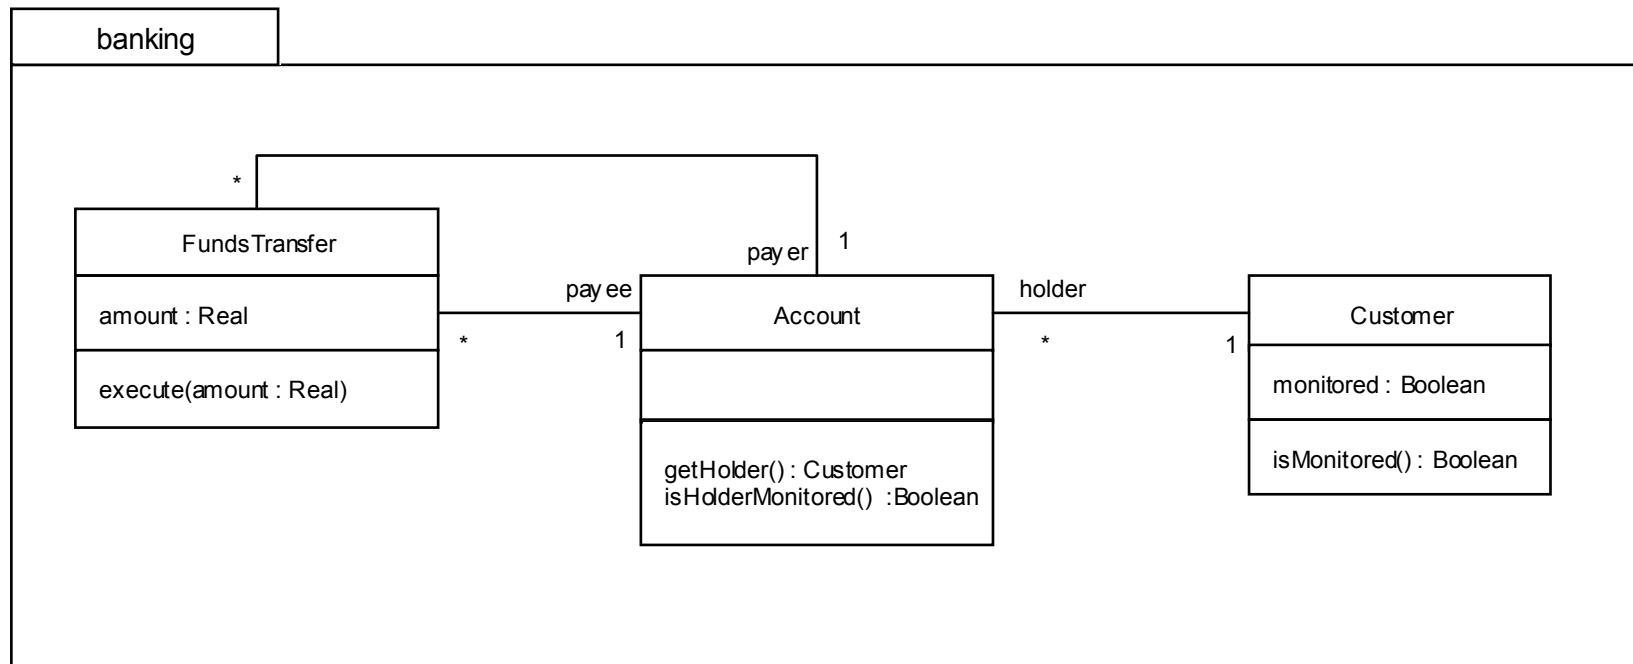 banking
*
FundsTransfer
payer
1
amount : Real
payee
*
1
execute(amount : Real)
Account
holder
*
1
getHolder() : Customer
isHolderMonitored() :Boolean
Customer
monitored : Boolean
isMonitored() : Boolean